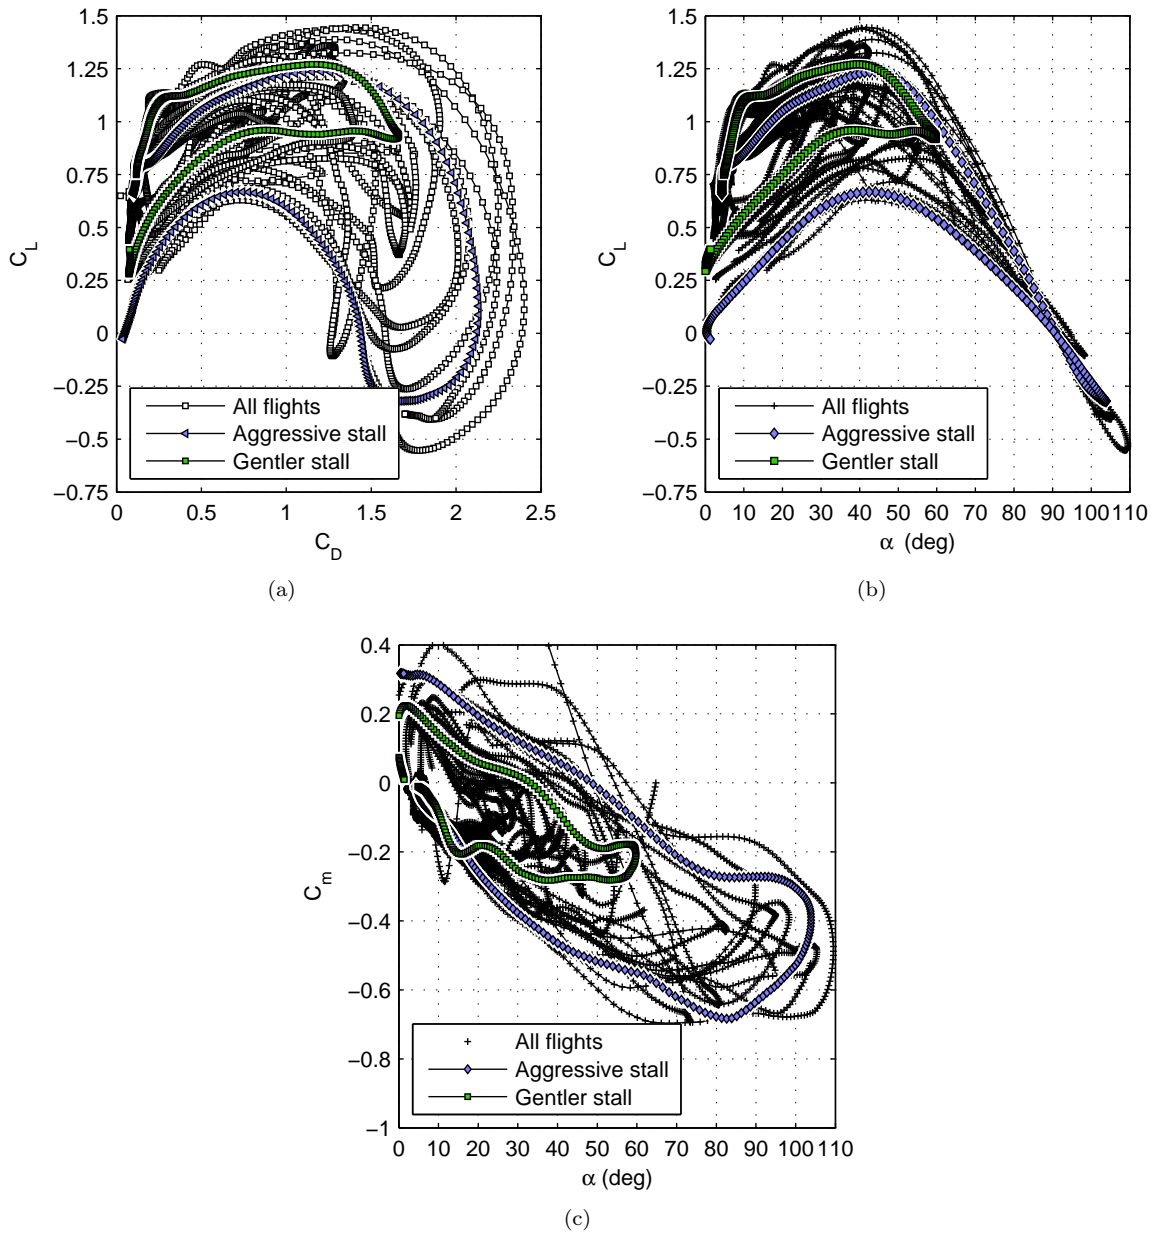 1.5
1.25
1
0.75
0.5
0.25
0
−0.25
−0.5
−0.75
C_L
All flights
Aggressive stall
Gentler stall
0 0.5 1 1.5 2 2.5
C_D
(a)
1.5
1.25
1
0.75
0.5
0.25
0
−0.25
−0.5
−0.75
C_L
All flights
Aggressive stall
Gentler stall
0 10 20 30 40 50 60 70 80 90 100 110
α (deg)
(b)
0.4
0.2
0
−0.2
−0.4
−0.6
−0.8
−1
C_m
All flights
Aggressive stall
Gentler stall
0 10 20 30 40 50 60 70 80 90 100 110
α (deg)
(c)